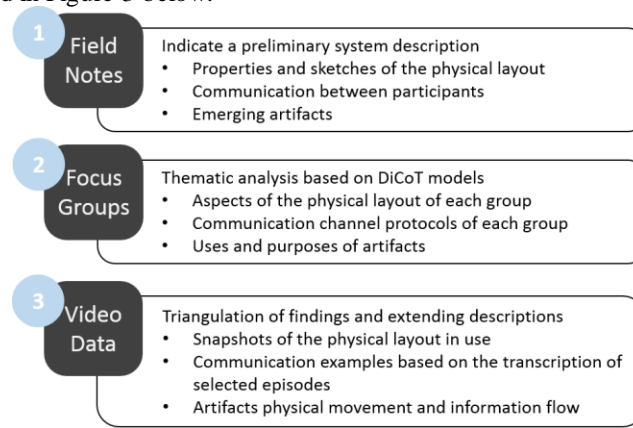 1
Field
Notes
Indicate a preliminary system description
• Properties and sketches of the physical layout
• Communication between participants
• Emerging artifacts
2
Focus
Groups
Thematic analysis based on DiCoT models
• Aspects of the physical layout of each group
• Communication channel protocols of each group
• Uses and purposes of artifacts
3
Video
Data
Triangulation of findings and extending descriptions
• Snapshots of the physical layout in use
• Communication examples based on the transcription of
selected episodes
• Artifacts physical movement and information flow